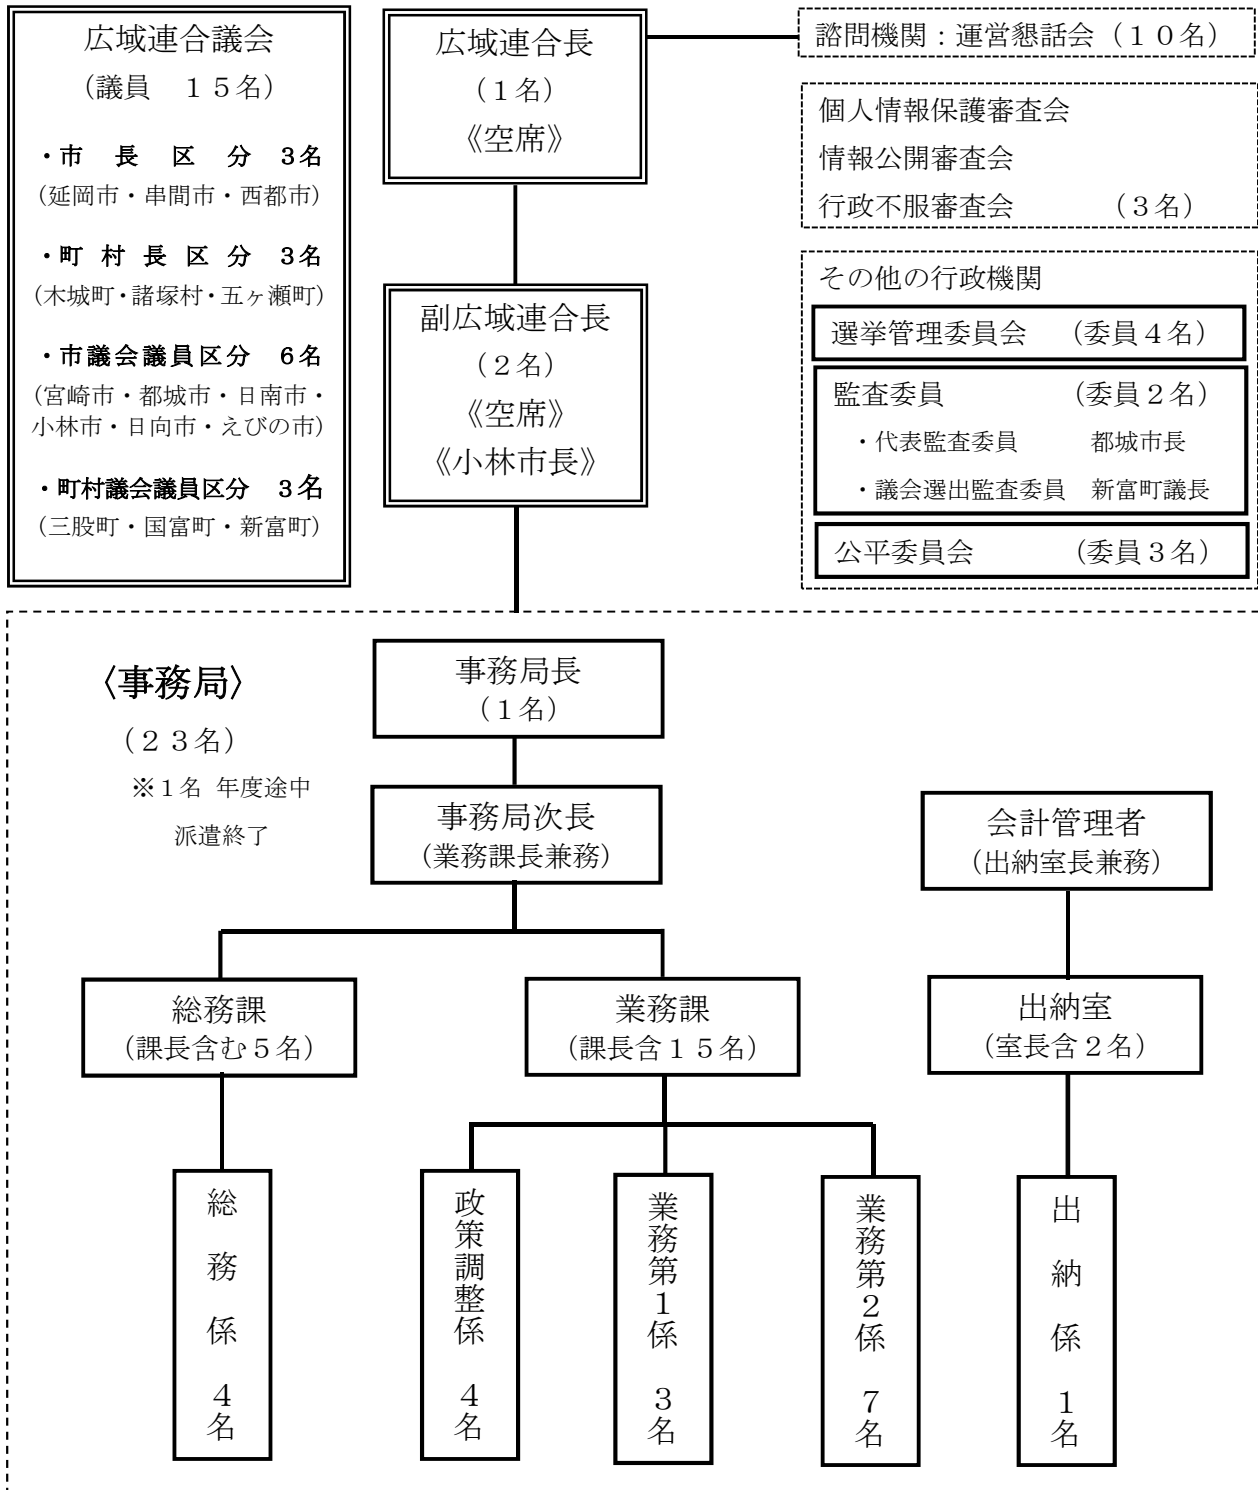 広域連合議会
（議員　１５名）
・市　長　区　分　３名
（延岡市・串間市・西都市）
・町　村　長　区　分　３名
（木城町・諸塚村・五ヶ瀬町）
・市議会議員区分　６名
（宮崎市・都城市・日南市・
小林市・日向市・えびの市）
・町村議会議員区分　３名
（三股町・国富町・新富町）
広域連合長
（１名）
《空席》
副広域連合長
（２名）
《空席》
《小林市長》
諮問機関：運営懇話会（１０名）
個人情報保護審査会
情報公開審査会
行政不服審査会　　（３名）
その他の行政機関
選挙管理委員会　（委員４名）
監査委員　　　　（委員２名）
・代表監査委員　　都城市長
・議会選出監査委員　新富町議長
公平委員会　　　（委員３名）
〈事務局〉
（２３名）
※１名 年度途中
派遣終了
事務局長
（１名）
事務局次長
（業務課長兼務）
会計管理者
（出納室長兼務）
総務課
（課長含む５名）
業務課
（課長含１５名）
出納室
（室長含２名）
総務係　４名
政策調整係　４名
業務第１係　３名
業務第２係　７名
出納係　１名